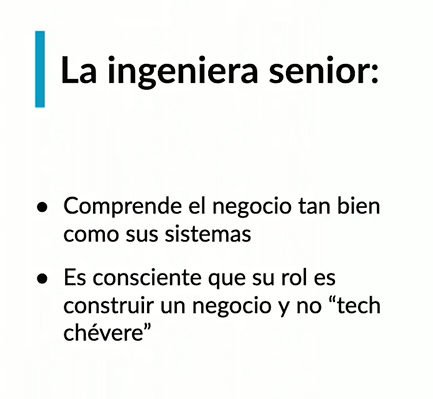 La ingeniera senior:
● Comprende el negocio tan bien
como sus sistemas
● Es consciente que su rol es
construir un negocio y no “tech
chévere”